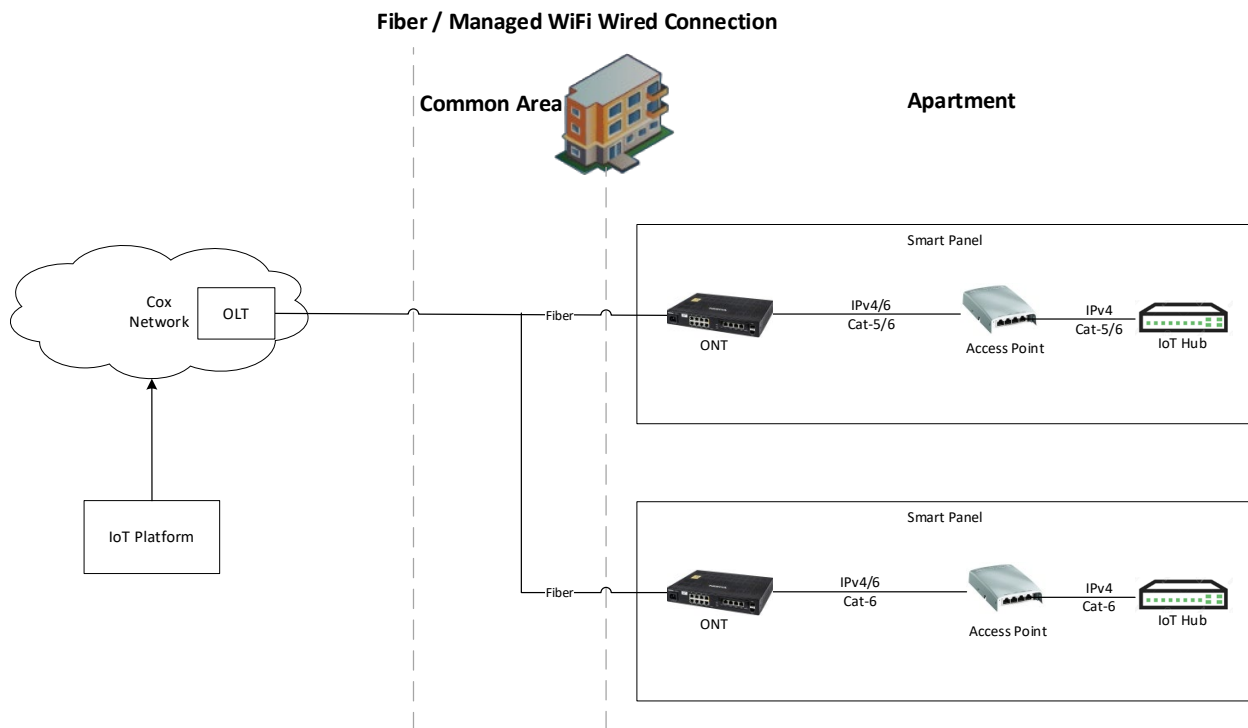 Fiber / Managed WiFi Wired Connection
Common Area
Apartment
Smart Panel
Cox
Network
OLT
Fiber
IPv4/6
Cat-5/6
IPv4
Cat-5/6
ONT
Access Point
IoT Hub
IoT Platform
Smart Panel
Fiber
IPv4/6
Cat-6
IPv4
Cat-6
ONT
Access Point
IoT Hub